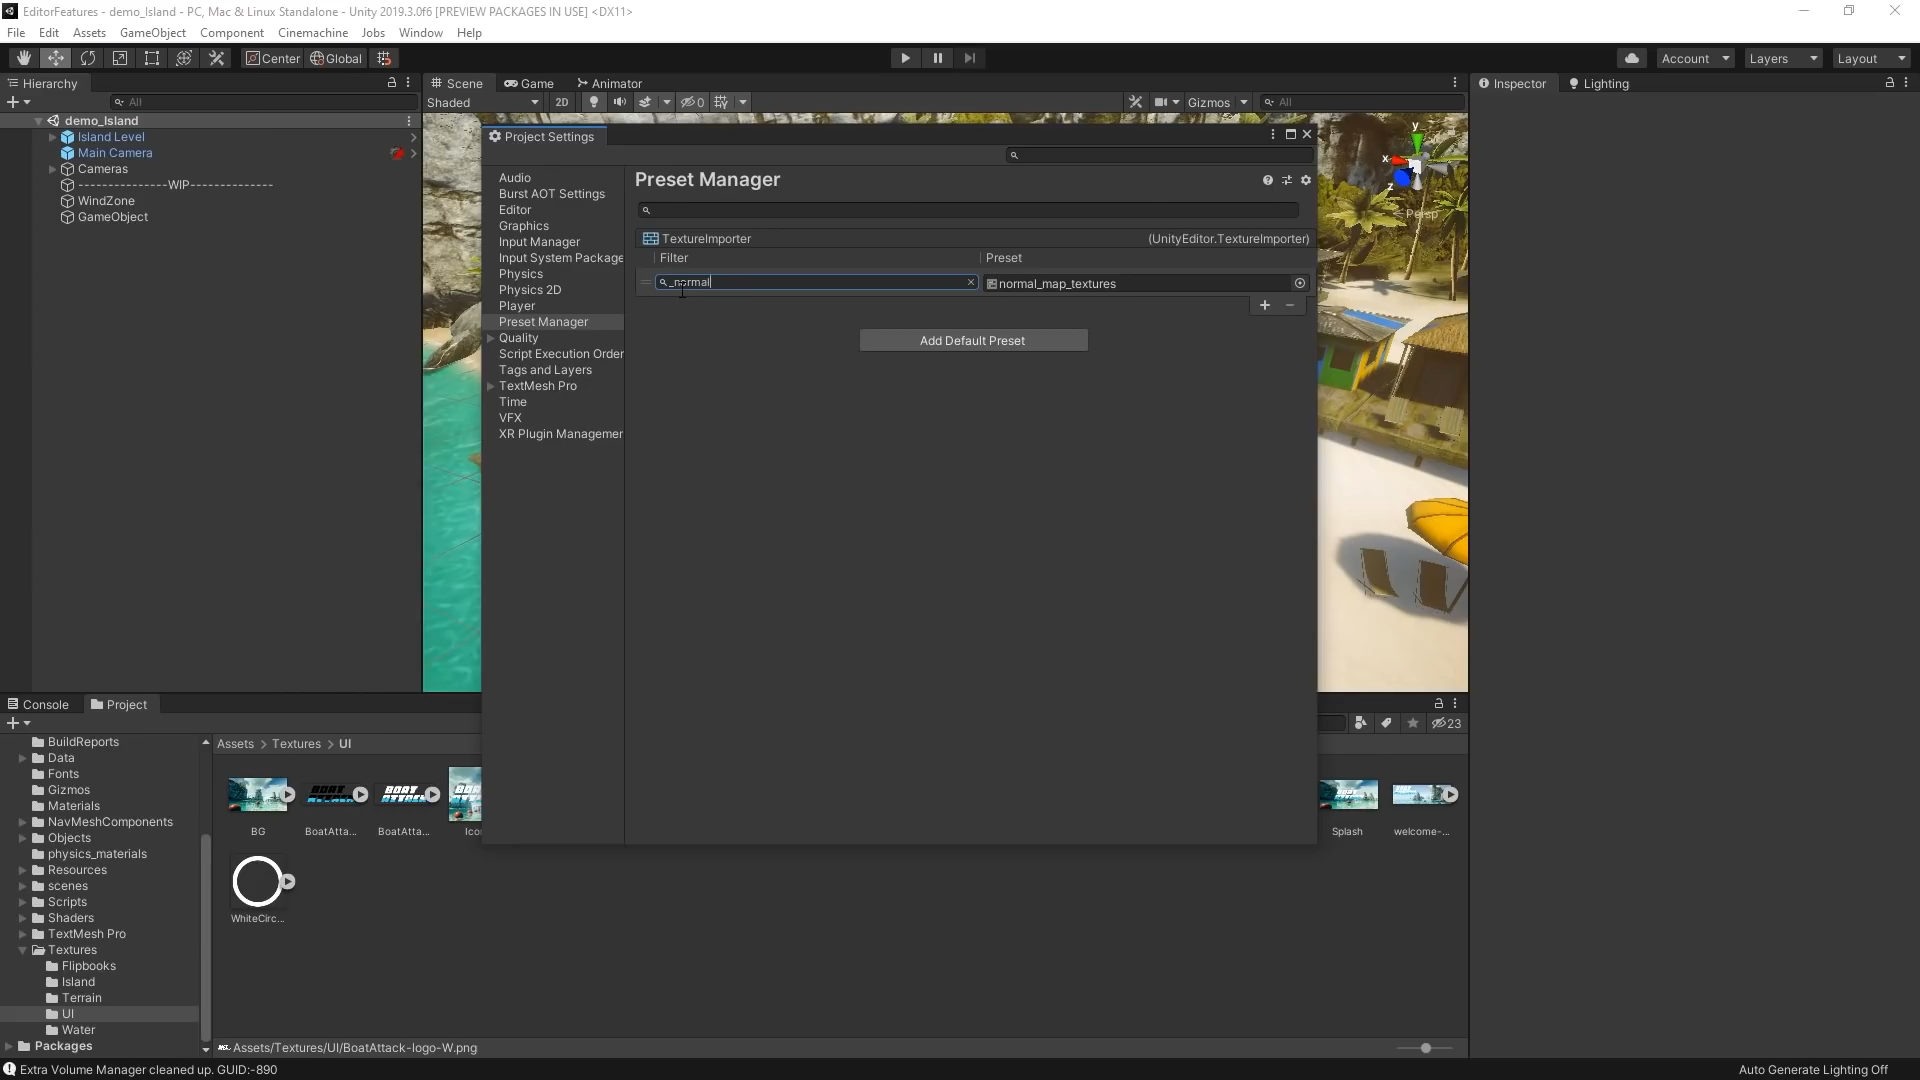 EditorFeatures - demo_Island - PC, Mac & Linux Standalone - Unity 2019.3.0f6 [PREVIEW PACKAGES IN USE] <DX11>
File Edit Assets GameObject Component Cinemachine Jobs Window Help
Center Global Account Layers Layout
Hierarchy
All
demo_Island
Island Level
Main Camera
Cameras
---------------WIP--------------
WindZone
GameObject
Scene Game Animator
Shaded 2D 0 Gizmos All
y
x
z
Persp
Inspector Lighting
Project Settings
Audio
Burst AOT Settings
Editor
Graphics
Input Manager
Input System Package
Physics
Physics 2D
Player
Preset Manager
Quality
Script Execution Order
Tags and Layers
TextMesh Pro
Time
VFX
XR Plugin Managemen
Preset Manager
TextureImporter (UnityEditor.TextureImporter)
Filter Preset
_normal normal_map_textures
Add Default Preset
Console Project
23
BuildReports
Data
Fonts
Gizmos
Materials
NavMeshComponents
Objects
physics_materials
Resources
scenes
Scripts
Shaders
TextMesh Pro
Textures
Flipbooks
Island
Terrain
UI
Water
Packages
Assets > Textures > UI
BOAT ATTACK
BG BoatAtta... BoatAtta... Ico Splash welcome-...
WhiteCirc...
Assets/Textures/UI/BoatAttack-logo-W.png
Extra Volume Manager cleaned up. GUID:-890
Auto Generate Lighting Off